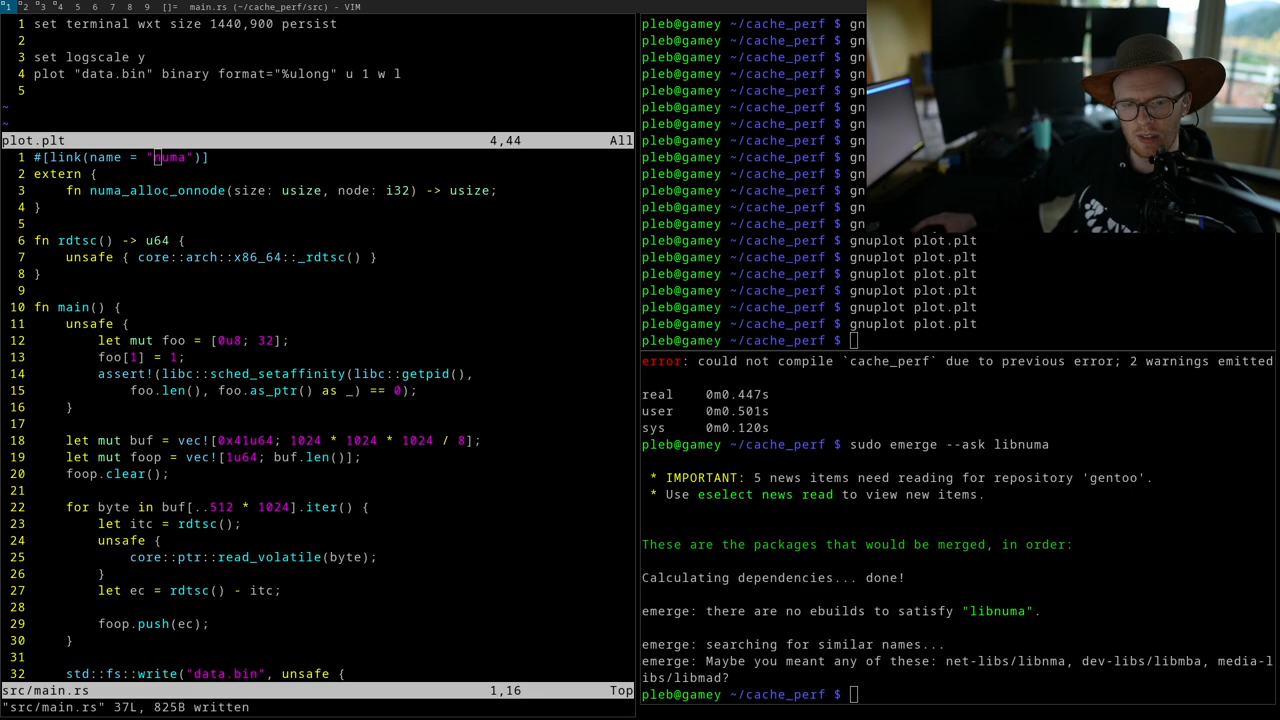 1 2 3 4 5 6 7 8 9 []= main.rs (~/cache_perf/src) - VIM
1 set terminal wxt size 1440,900 persist
2
3 set logscale y
4 plot "data.bin" binary format="%ulong" u 1 w l
5
~
~
plot.plt 4,44 All
1 #[link(name = "numa")]
2 extern {
3 fn numa_alloc_onnode(size: usize, node: i32) -> usize;
4 }
5
6 fn rdtsc() -> u64 {
7 unsafe { core::arch::x86_64::_rdtsc() }
8 }
9
10 fn main() {
11 unsafe {
12 let mut foo = [0u8; 32];
13 foo[1] = 1;
14 assert!(libc::sched_setaffinity(libc::getpid(),
15 foo.len(), foo.as_ptr() as _) == 0);
16 }
17
18 let mut buf = vec![0x41u64; 1024 * 1024 * 1024 / 8];
19 let mut foop = vec![1u64; buf.len()];
20 foop.clear();
21
22 for byte in buf[..512 * 1024].iter() {
23 let itc = rdtsc();
24 unsafe {
25 core::ptr::read_volatile(byte);
26 }
27 let ec = rdtsc() - itc;
28
29 foop.push(ec);
30 }
31
32 std::fs::write("data.bin", unsafe {
src/main.rs 1,16 Top
"src/main.rs" 37L, 825B written
pleb@gamey ~/cache_perf $ gn
pleb@gamey ~/cache_perf $ gn
pleb@gamey ~/cache_perf $ gn
pleb@gamey ~/cache_perf $ gn
pleb@gamey ~/cache_perf $ gn
pleb@gamey ~/cache_perf $ gn
pleb@gamey ~/cache_perf $ gn
pleb@gamey ~/cache_perf $ gn
pleb@gamey ~/cache_perf $ gn
pleb@gamey ~/cache_perf $ gn
pleb@gamey ~/cache_perf $ gn
pleb@gamey ~/cache_perf $ gn
pleb@gamey ~/cache_perf $ gn
pleb@gamey ~/cache_perf $ gnuplot plot.plt
pleb@gamey ~/cache_perf $ gnuplot plot.plt
pleb@gamey ~/cache_perf $ gnuplot plot.plt
pleb@gamey ~/cache_perf $ gnuplot plot.plt
pleb@gamey ~/cache_perf $ gnuplot plot.plt
pleb@gamey ~/cache_perf $ gnuplot plot.plt
pleb@gamey ~/cache_perf $
error: could not compile `cache_perf` due to previous error; 2 warnings emitted
real 0m0.447s
user 0m0.501s
sys 0m0.120s
pleb@gamey ~/cache_perf $ sudo emerge --ask libnuma
* IMPORTANT: 5 news items need reading for repository 'gentoo'.
* Use eselect news read to view new items.
These are the packages that would be merged, in order:
Calculating dependencies... done!
emerge: there are no ebuilds to satisfy "libnuma".
emerge: searching for similar names...
emerge: Maybe you meant any of these: net-libs/libnma, dev-libs/libmba, media-l
ibs/libmad?
pleb@gamey ~/cache_perf $